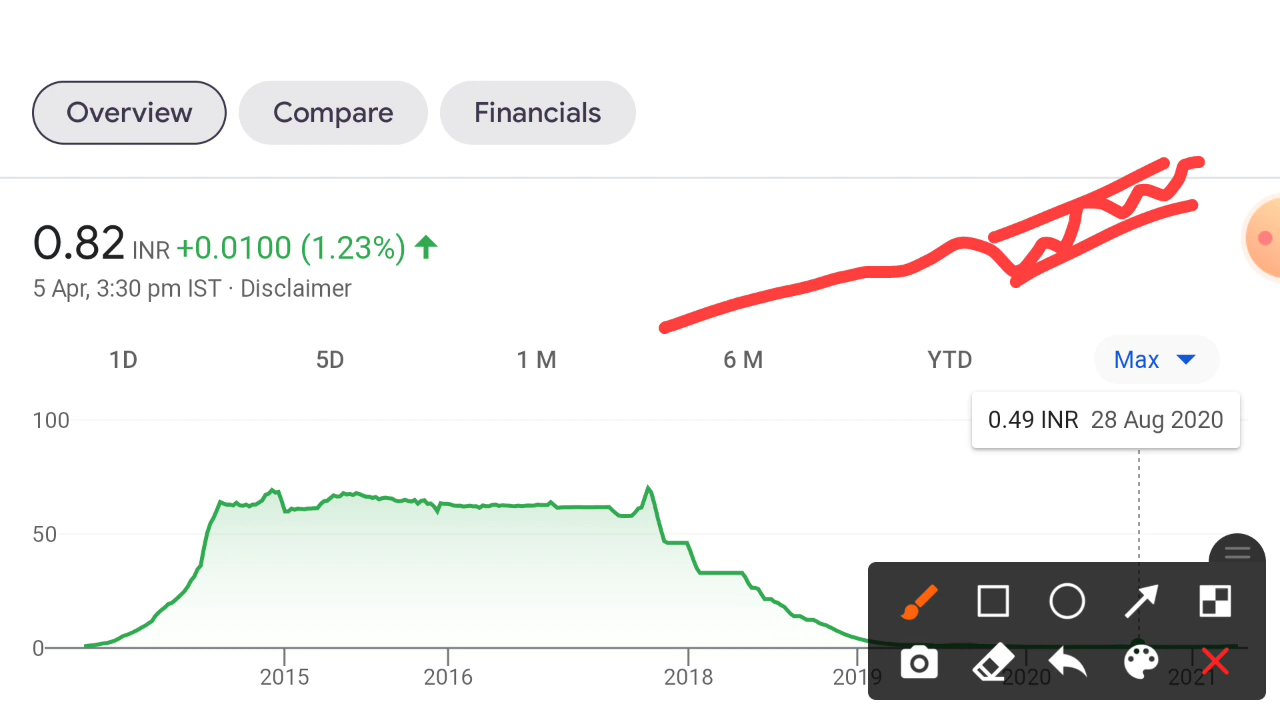 Overview Compare Financials
0.82 INR +0.0100 (1.23%)
5 Apr, 3:30 pm IST · Disclaimer
1D 5D 1 M 6 M YTD Max
0.49 INR 28 Aug 2020
100
50
0
2015 2016 2018 2019 2020 2021